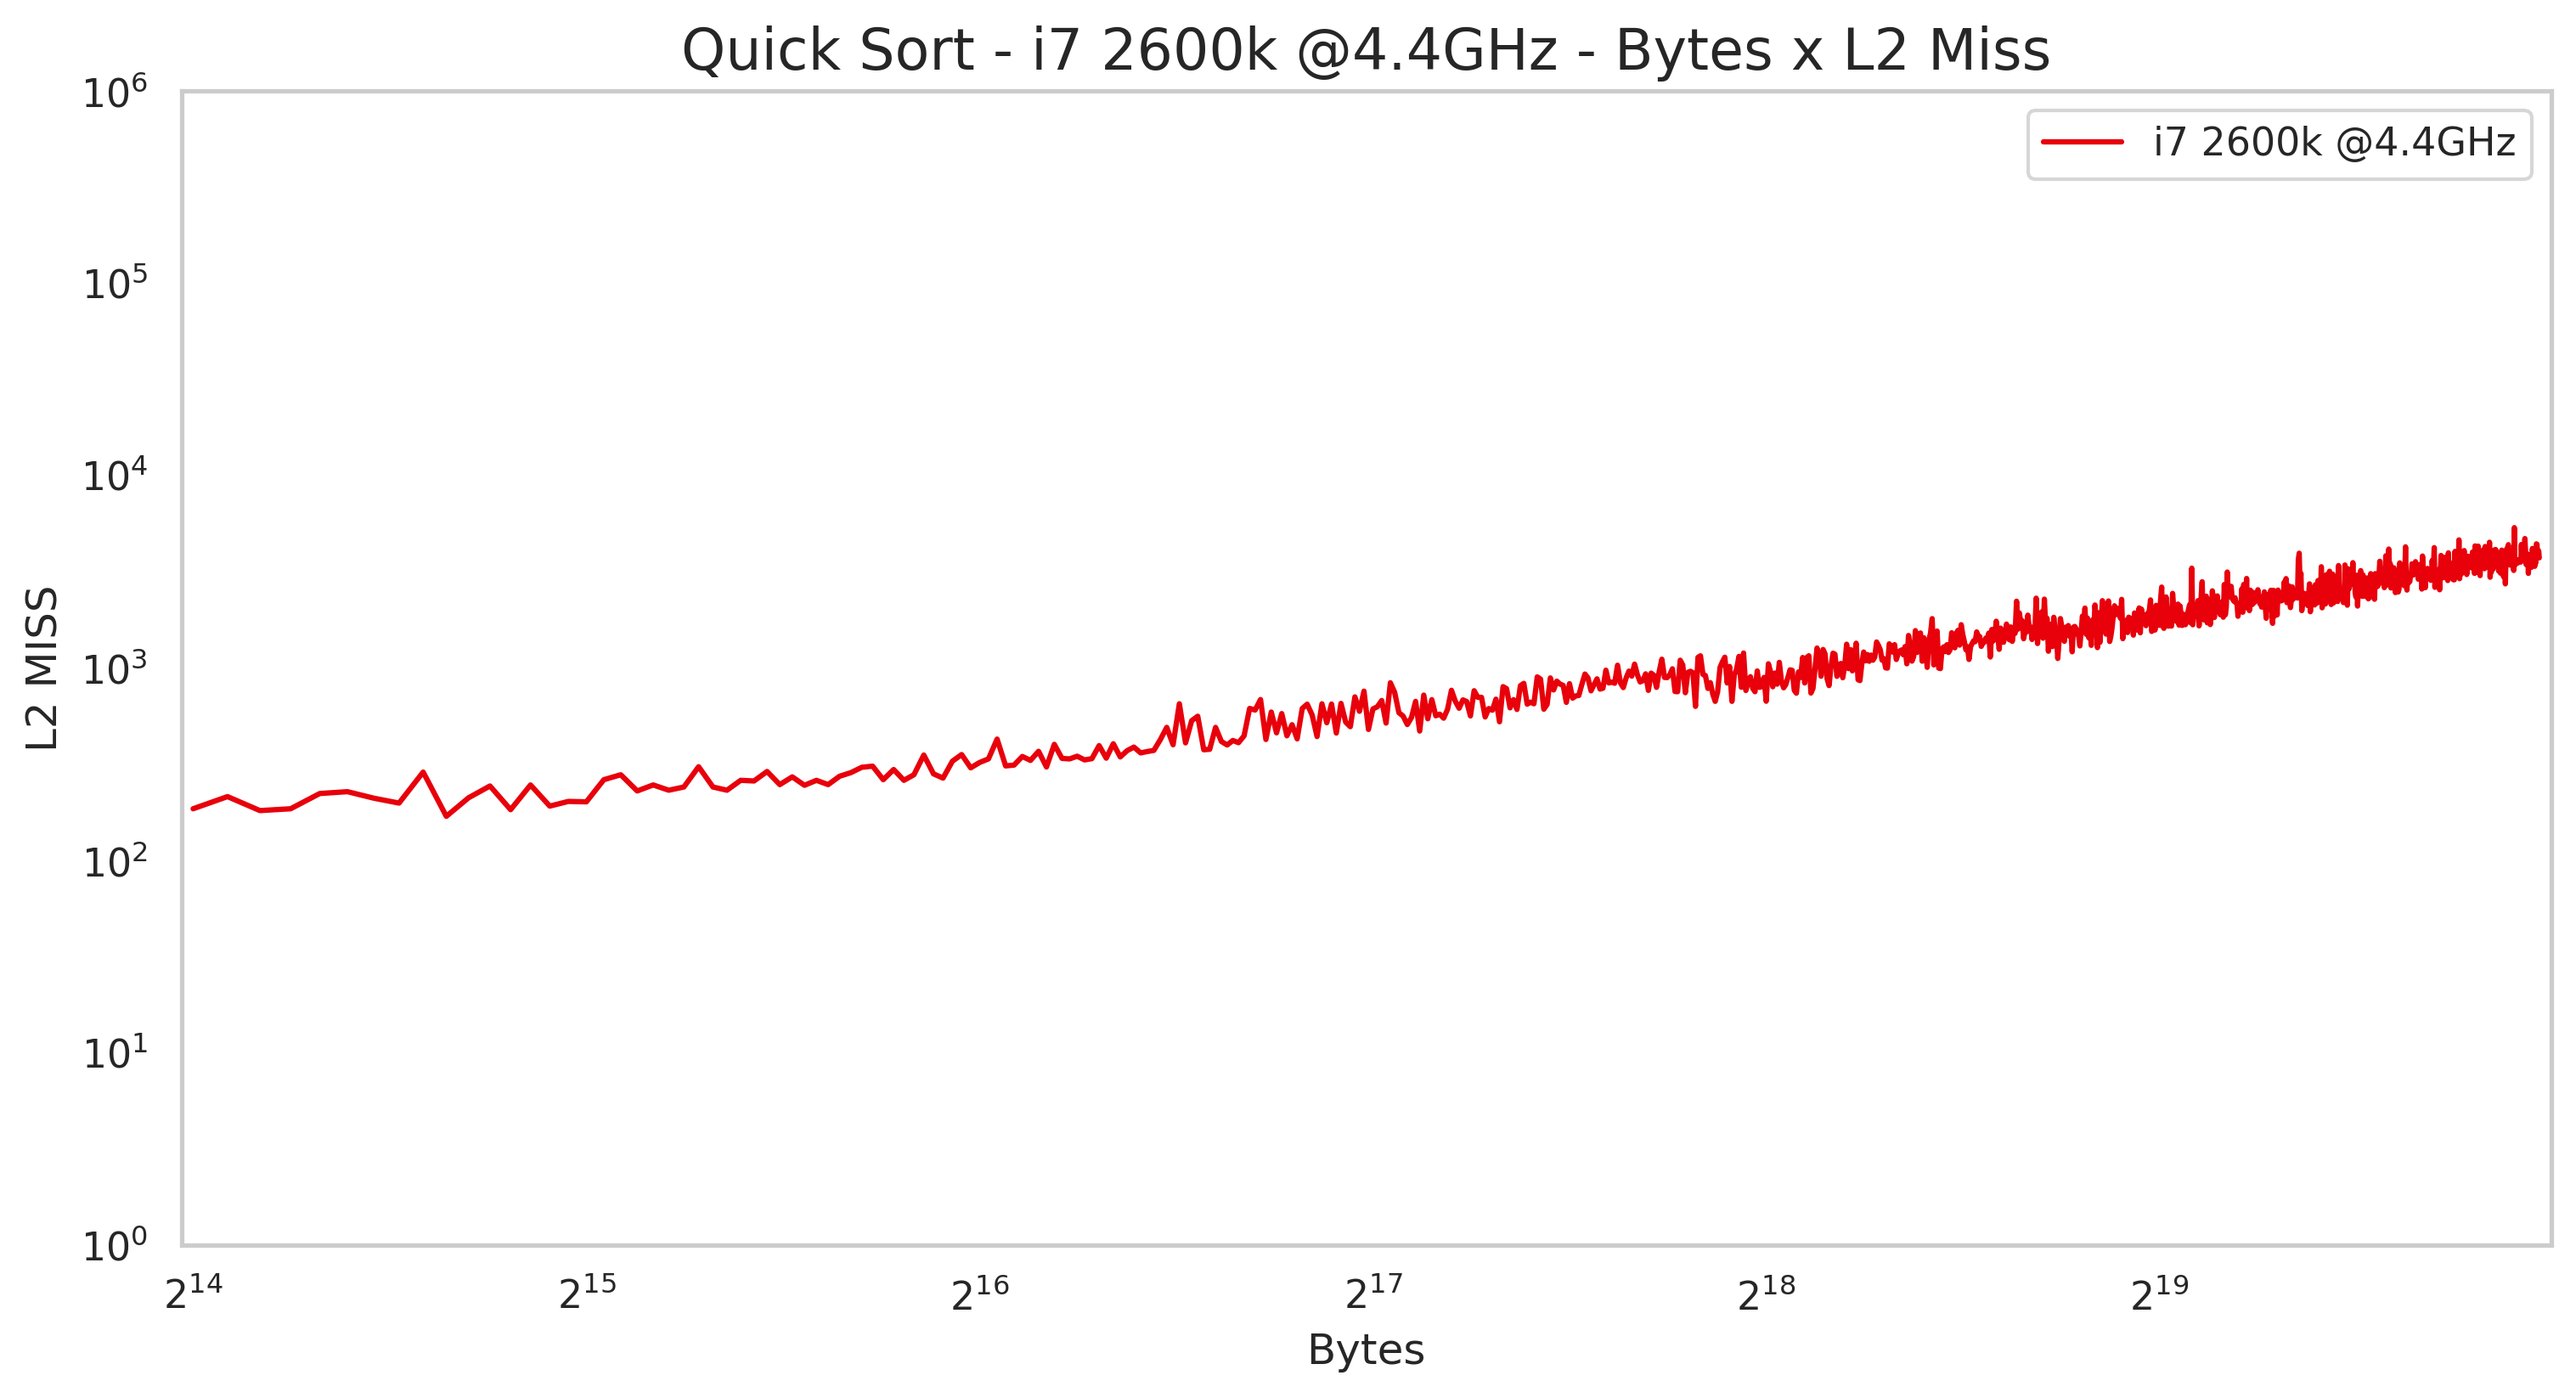 Quick Sort - i7 2600k @4.4GHz - Bytes x L2 Miss
i7 2600k @4.4GHz
L2 MISS
10⁶
10⁵
10⁴
10³
10²
10¹
10⁰
2¹⁴ 2¹⁵ 2¹⁶ 2¹⁷ 2¹⁸ 2¹⁹
Bytes